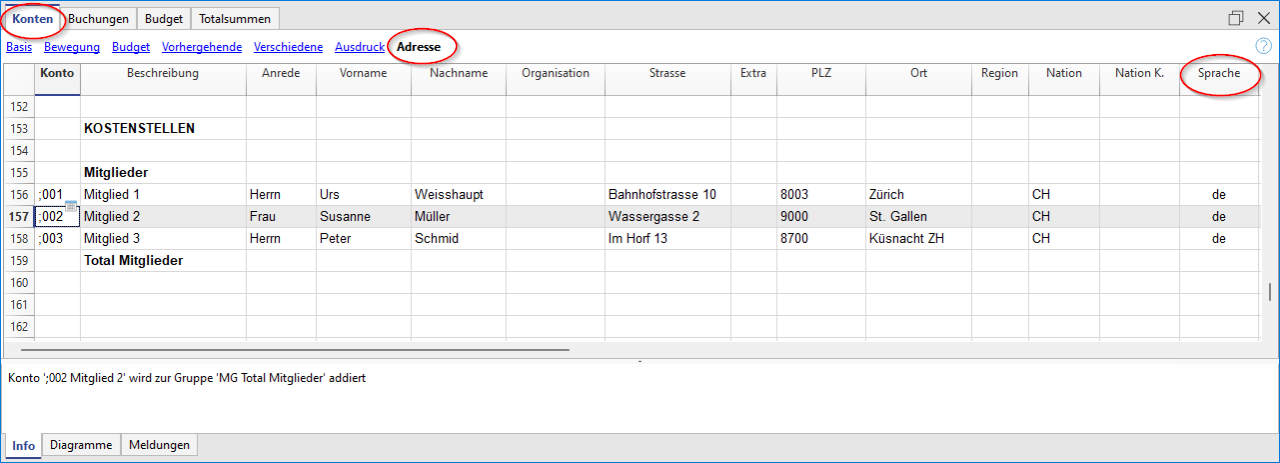 Konten Buchungen Budget Totalsummen
Basis Bewegung Budget Vorhergehende Verschiedene Ausdruck Adresse ?
Konto Beschreibung Anrede Vorname Nachname Organisation Strasse Extra PLZ Ort Region Nation Nation K. Sprache
152
153 KOSTENSTELLEN
154
155 Mitglieder
156 ;001 Mitglied 1 Herrn Urs Weisshaupt Bahnhofstrasse 10 8003 Zürich CH de
157 ;002 Mitglied 2 Frau Susanne Müller Wassergasse 2 9000 St. Gallen CH de
158 ;003 Mitglied 3 Herrn Peter Schmid Im Horf 13 8700 Küsnacht ZH CH de
159 Total Mitglieder
160
161
162
Konto ';002 Mitglied 2' wird zur Gruppe 'MG Total Mitglieder' addiert
Info Diagramme Meldungen